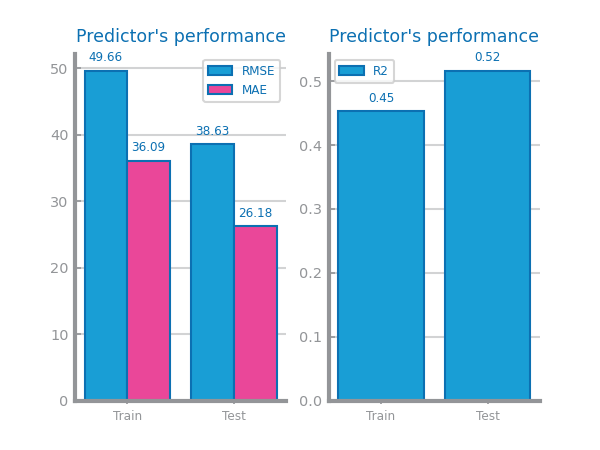 Predictor's performance
49.66
50
RMSE
MAE
40
38.63
36.09
30
26.18
20
10
0
Train
Test
Predictor's performance
0.52
R2
0.5
0.45
0.4
0.3
0.2
0.1
0.0
Train
Test